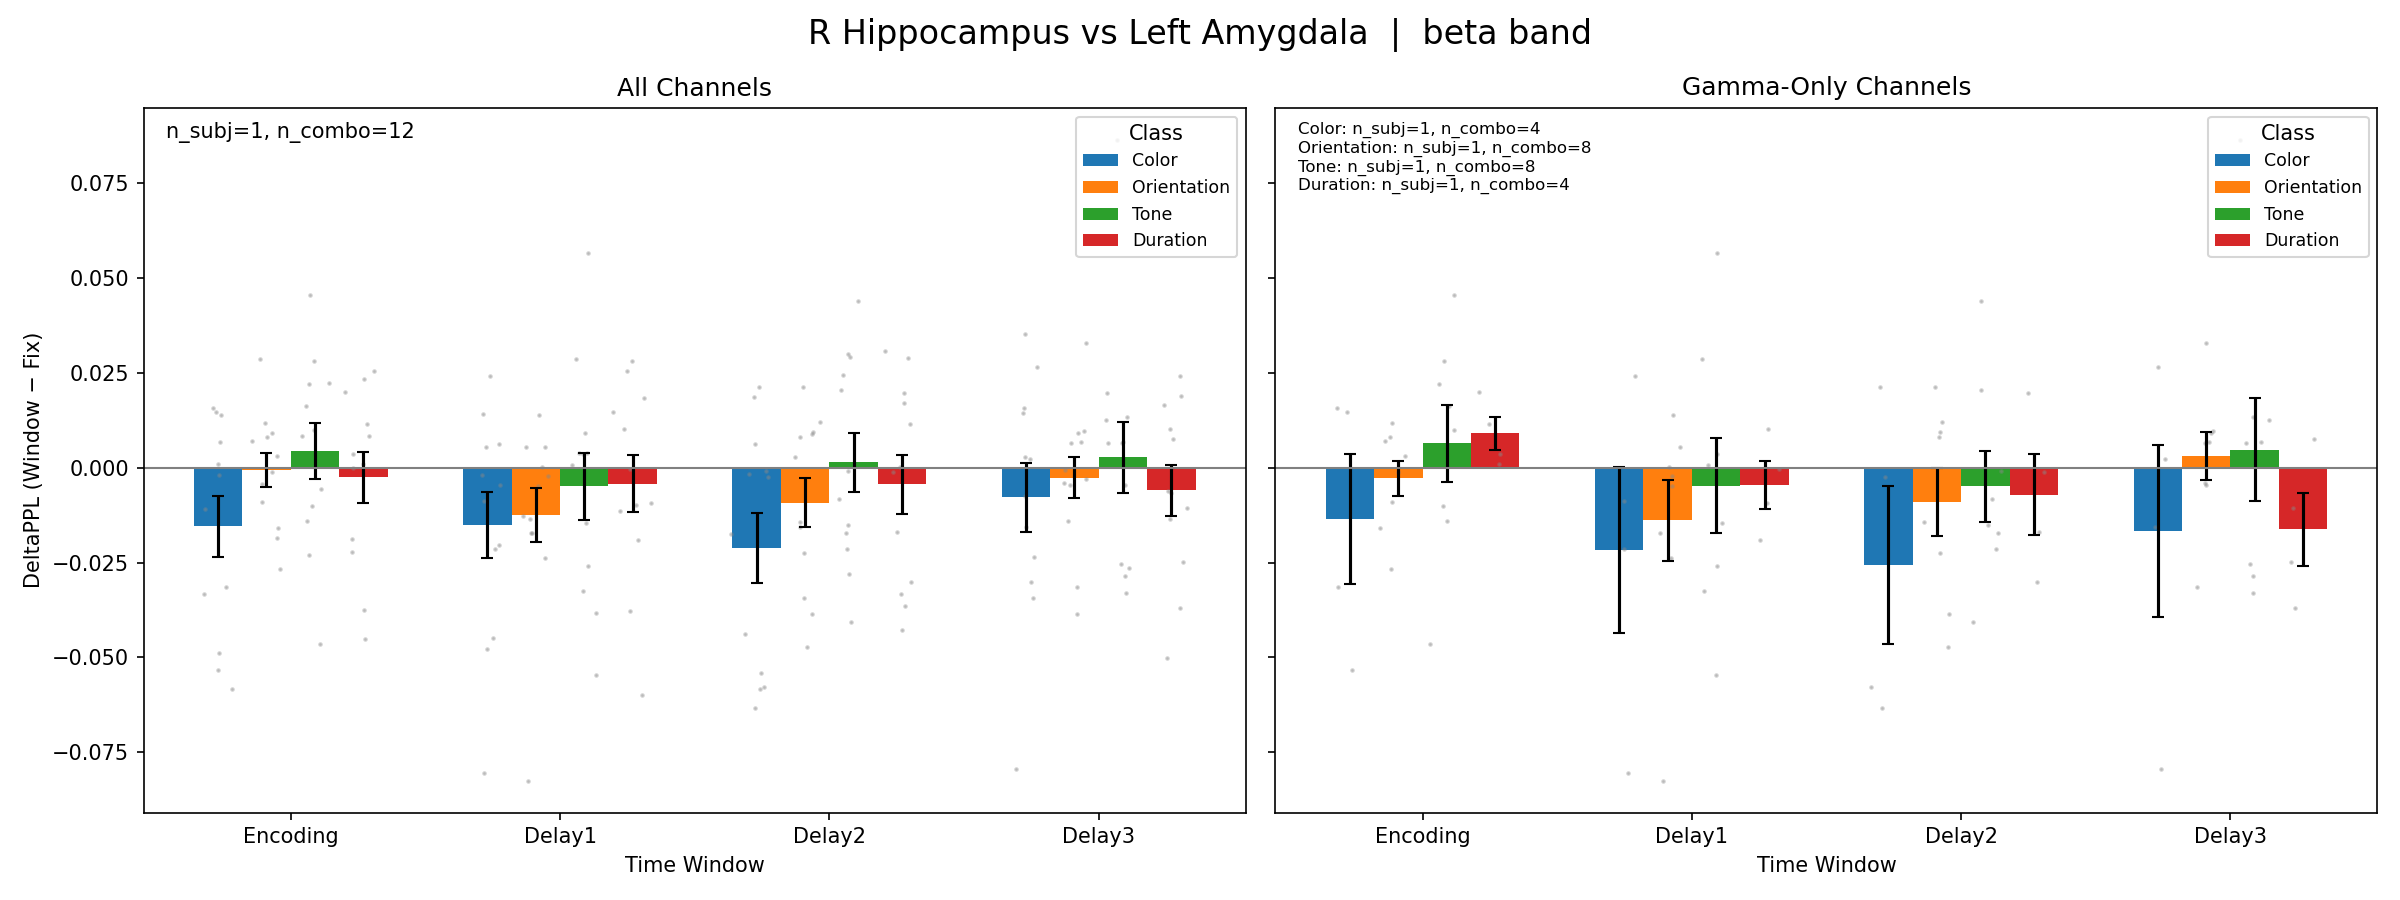 R Hippocampus vs Left Amygdala | beta band
All Channels
n_subj=1, n_combo=12
Class
Color
Orientation
Tone
Duration
DeltaPPL (Window − Fix)
0.075
0.050
0.025
0.000
−0.025
−0.050
−0.075
Encoding
Delay1
Delay2
Delay3
Time Window
Gamma-Only Channels
Color: n_subj=1, n_combo=4
Orientation: n_subj=1, n_combo=8
Tone: n_subj=1, n_combo=8
Duration: n_subj=1, n_combo=4
Class
Color
Orientation
Tone
Duration
Encoding
Delay1
Delay2
Delay3
Time Window